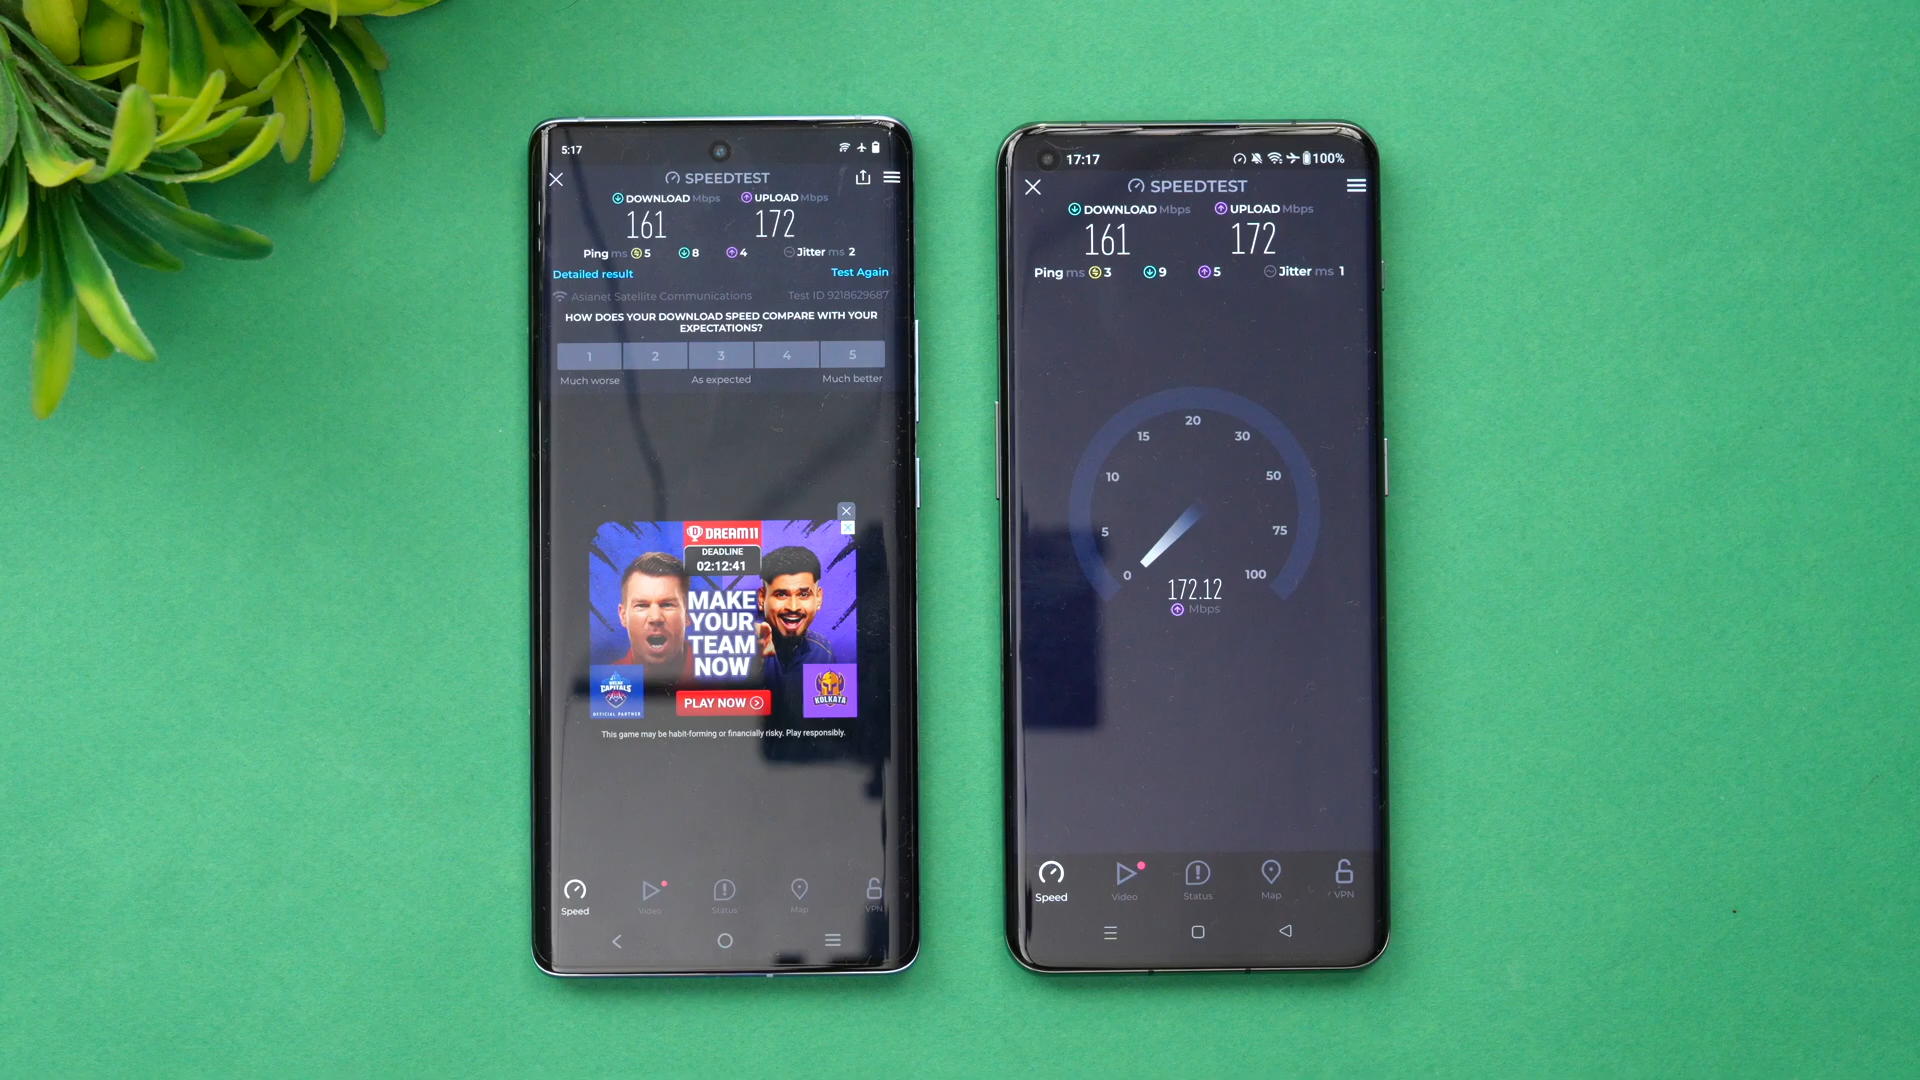 5:17
SPEEDTEST
DOWNLOAD Mbps UPLOAD Mbps
161 172
Ping ms 5 8 4 Jitter ms 2
Detailed result Test Again
Asianet Satellite Communications Test ID 9218629687
HOW DOES YOUR DOWNLOAD SPEED COMPARE WITH YOUR
EXPECTATIONS?
1 2 3 4 5
Much worse As expected Much better
DREAM11
DEADLINE
02:12:41
MAKE
YOUR
TEAM
NOW
DELHI
CAPITALS
OFFICIAL PARTNER
KOLKATA
PLAY NOW
This game may be habit-forming or financially risky. Play responsibly.
Speed Video Status Map VPN
17:17 100%
SPEEDTEST
DOWNLOAD Mbps UPLOAD Mbps
161 172
Ping ms 3 9 5 Jitter ms 1
20
15 30
10 50
5 75
0 100
172.12
Mbps
Speed Video Status Map VPN